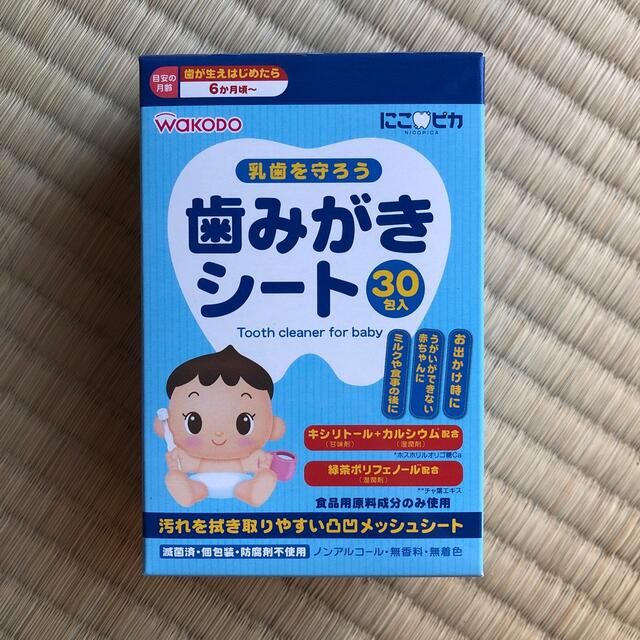 目安の
月齢
歯が生えはじめたら
6か月頃～
WAKODO
にこピカ
NICOPICA
乳歯を守ろう
歯みがき
シート
30
包入
Tooth cleaner for baby
お出かけ時に
うがいができない
赤ちゃんに
ミルクや食事の後に
キシリトール+カルシウム*配合
（甘味剤）
（湿潤剤）
*ホスホリルオリゴ糖Ca
緑茶ポリフェノール**配合
（湿潤剤）
**チャ葉エキス
食品用原料成分のみ使用
汚れを拭き取りやすい凸凹メッシュシート
滅菌済・個包装・防腐剤不使用
ノンアルコール・無香料・無着色